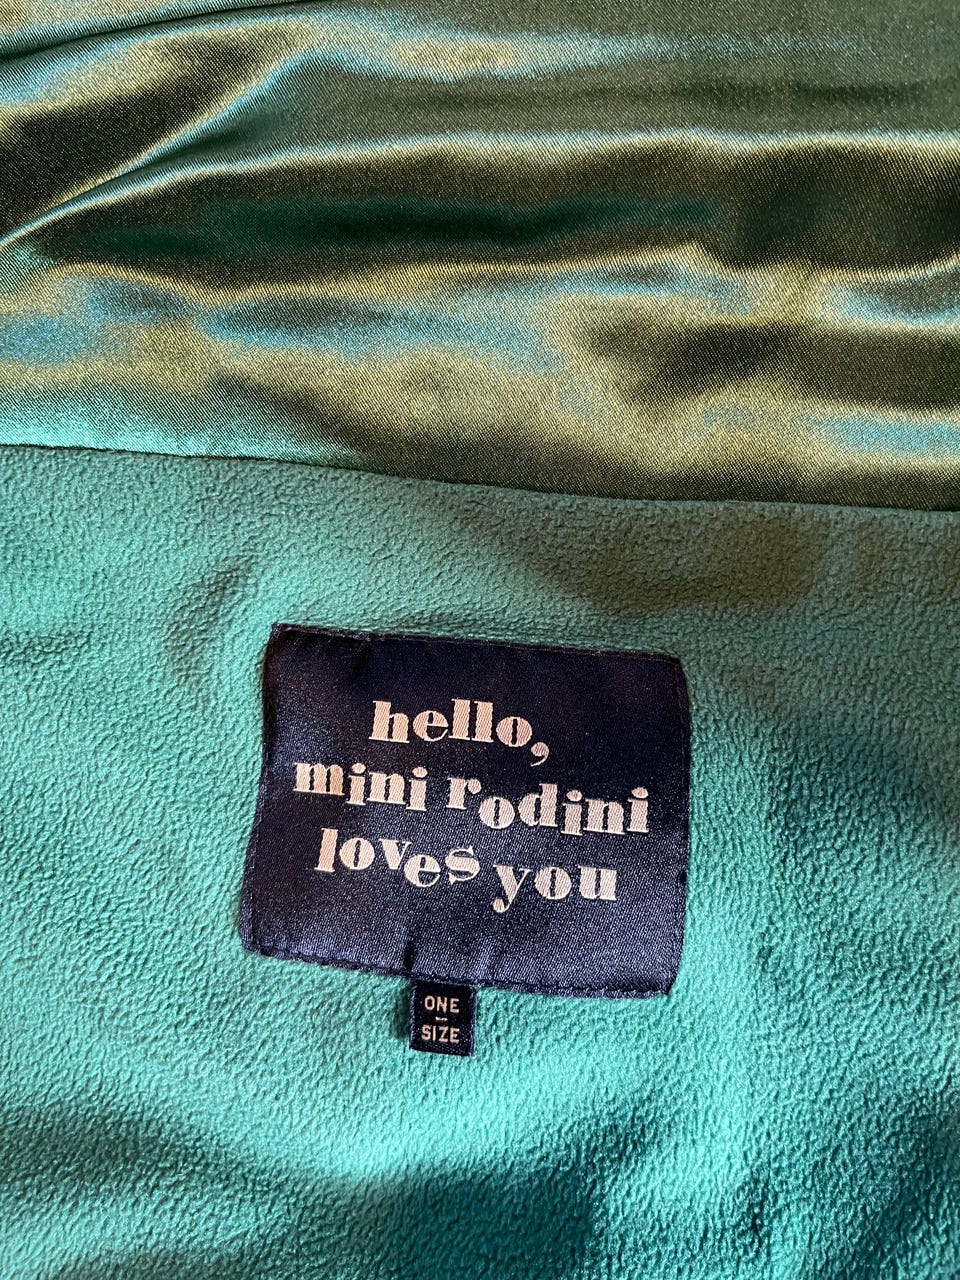 hello,
mini rodini
loves you
ONE
SIZE